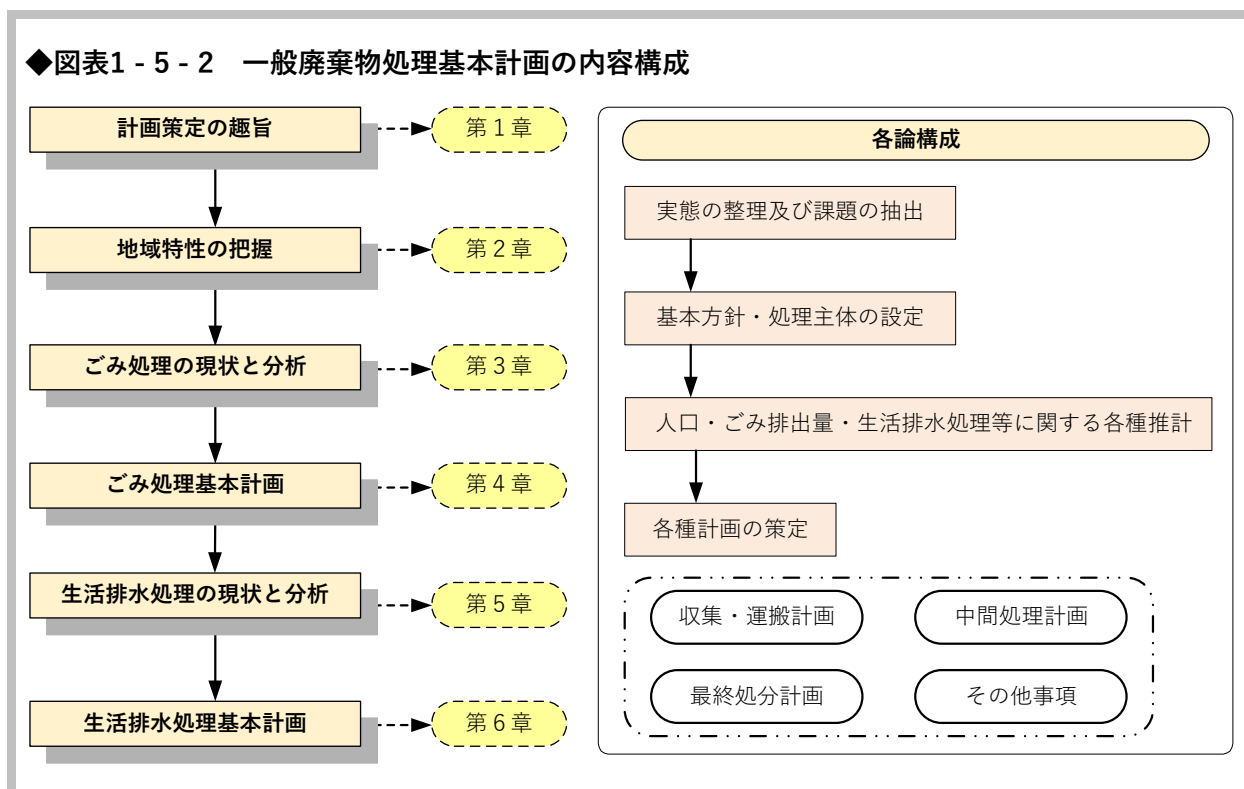 ◆図表1-5-2　一般廃棄物処理基本計画の内容構成
計画策定の趣旨
第1章
地域特性の把握
第2章
ごみ処理の現状と分析
第3章
ごみ処理基本計画
第4章
生活排水処理の現状と分析
第5章
生活排水処理基本計画
第6章
各論構成
実態の整理及び課題の抽出
基本方針・処理主体の設定
人口・ごみ排出量・生活排水処理等に関する各種推計
各種計画の策定
収集・運搬計画
中間処理計画
最終処分計画
その他事項